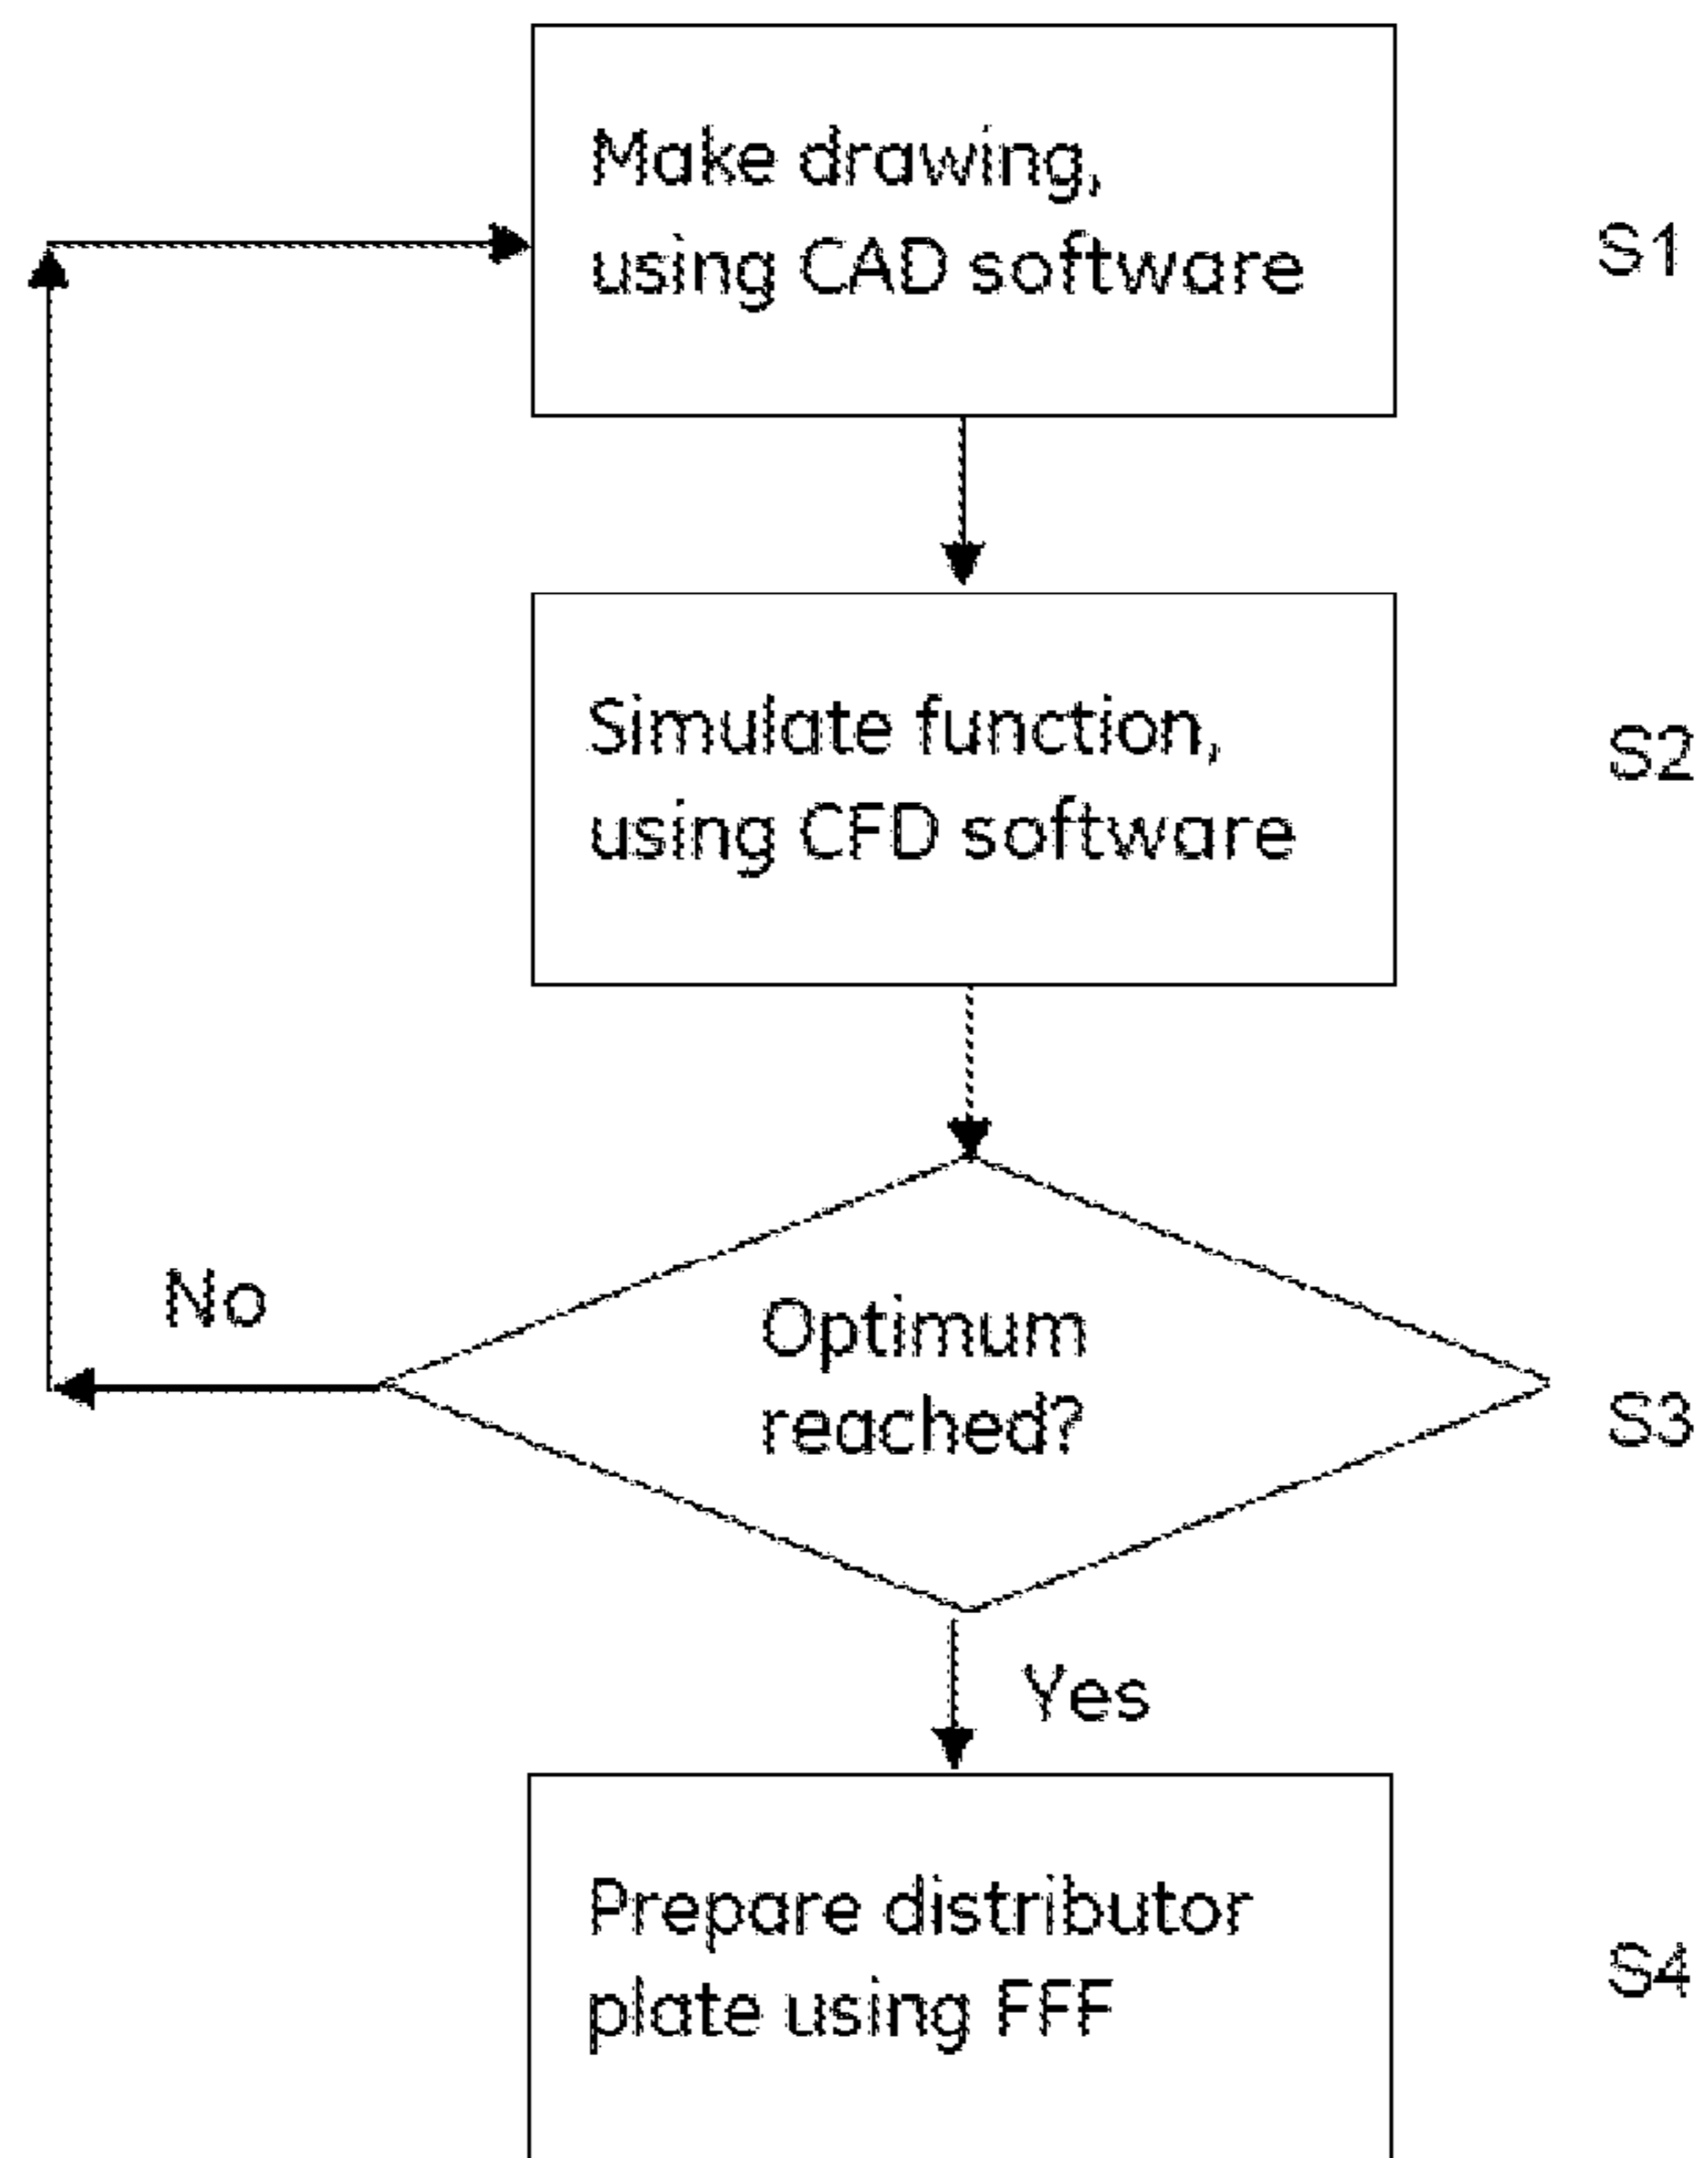 Make drawing,
using CAD software
S1
Simulate function,
using CFD software
S2
No
Optimum
reached?
S3
Yes
Prepare distributor
plate using FFF
S4